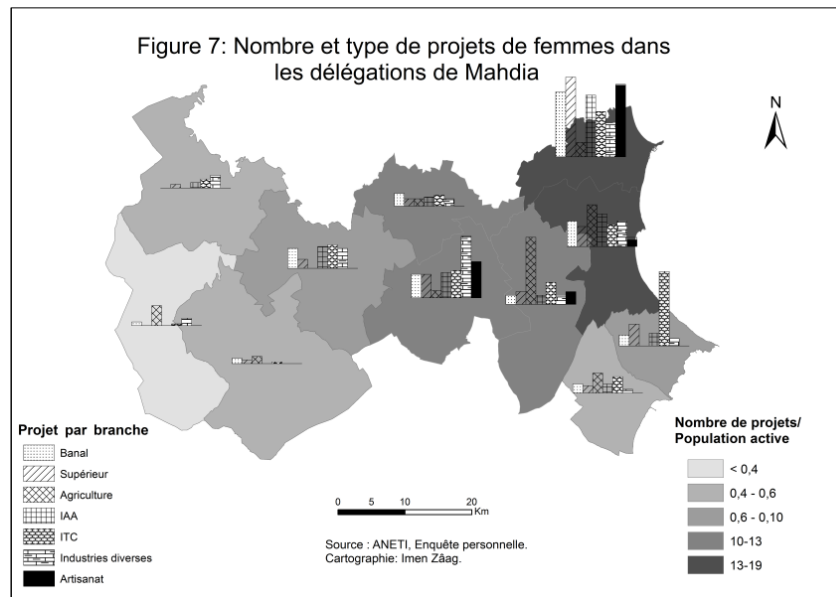 Figure 7: Nombre et type de projets de femmes dans
les délégations de Mahdia
N
Projet par branche
Banal
Supérieur
Agriculture
IAA
ITC
Industries diverses
Artisanat
0 5 10 20
Km
Source : ANETI, Enquête personnelle.
Cartographie: Imen Zâag.
Nombre de projets/
Population active
< 0,4
0,4 - 0,6
0,6 - 0,10
10-13
13-19